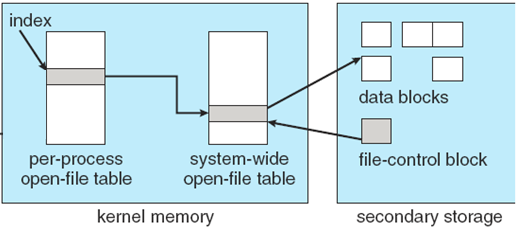 index
data blocks
per-process
open-file table
system-wide
open-file table
file-control block
kernel memory
secondary storage